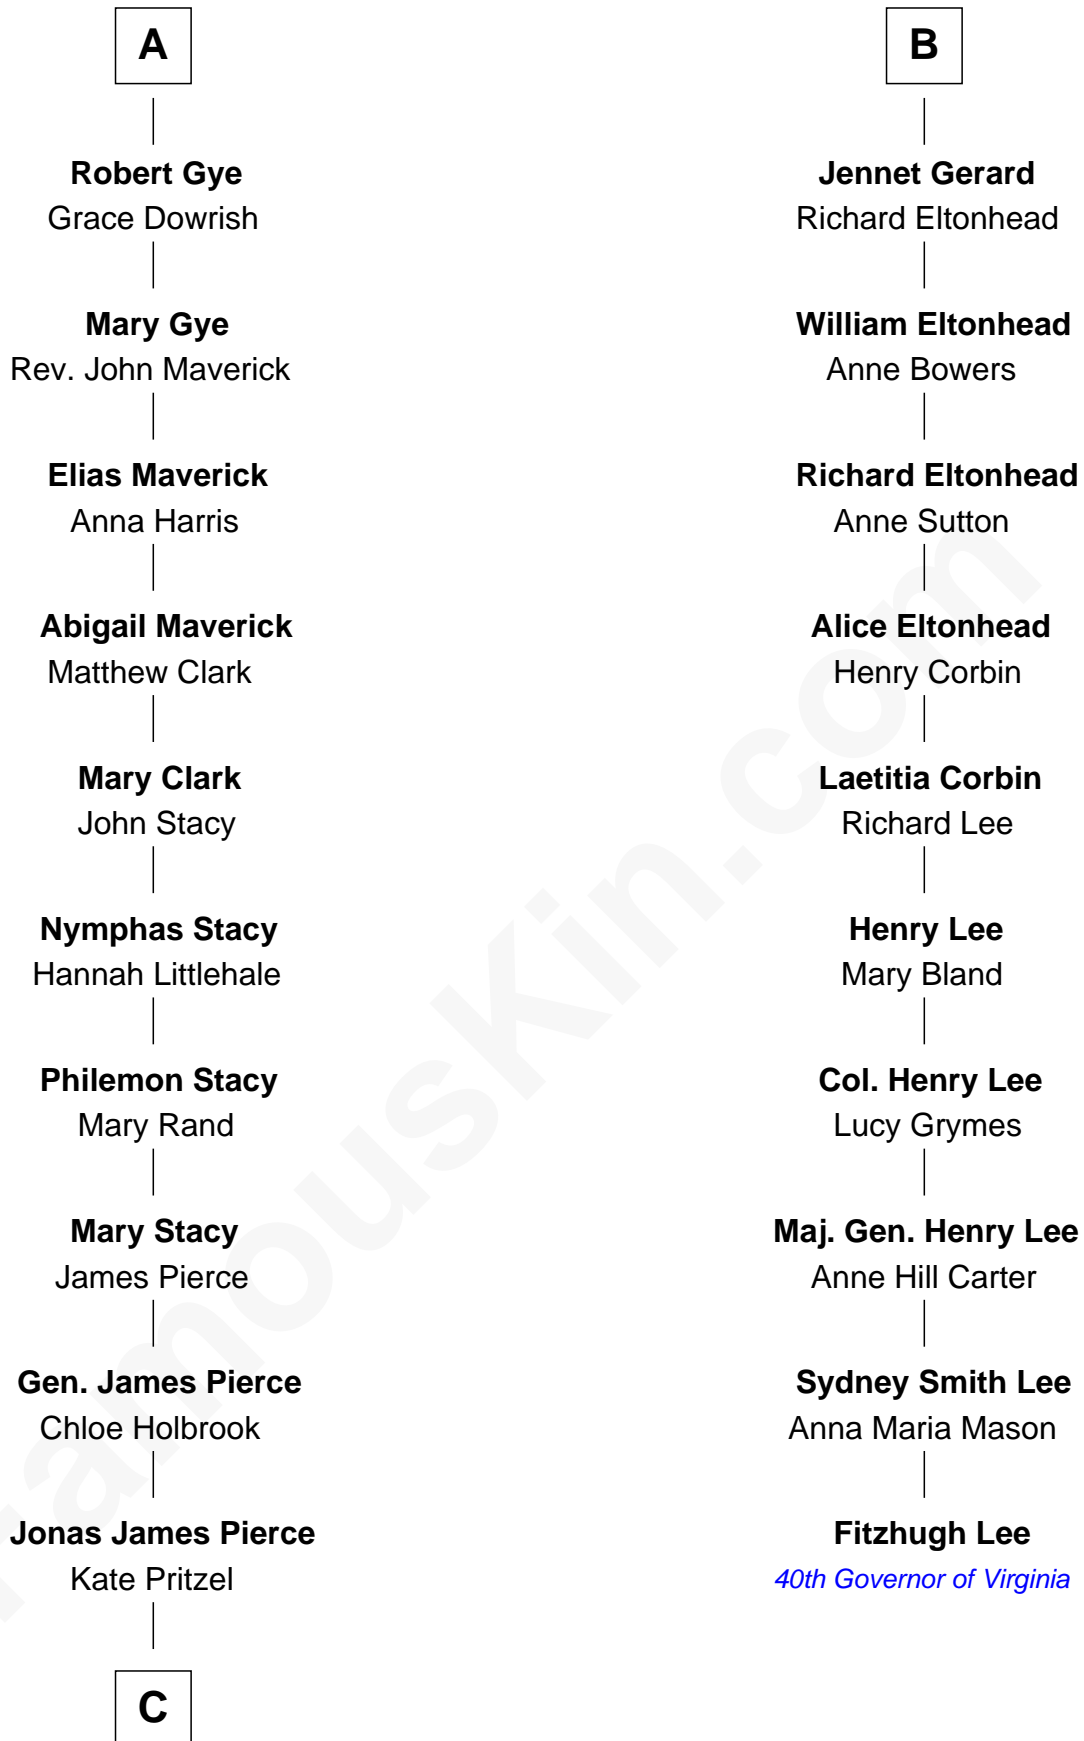 A
Robert Gye
Grace Dowrish
Mary Gye
Rev. John Maverick
Elias Maverick
Anna Harris
Abigail Maverick
Matthew Clark
Mary Clark
John Stacy
Nymphas Stacy
Hannah Littlehale
Philemon Stacy
Mary Rand
Mary Stacy
James Pierce
Gen. James Pierce
Chloe Holbrook
Jonas James Pierce
Kate Pritzel
C
B
Jennet Gerard
Richard Eltonhead
William Eltonhead
Anne Bowers
Richard Eltonhead
Anne Sutton
Alice Eltonhead
Henry Corbin
Laetitia Corbin
Richard Lee
Henry Lee
Mary Bland
Col. Henry Lee
Lucy Grymes
Maj. Gen. Henry Lee
Anne Hill Carter
Sydney Smith Lee
Anna Maria Mason
Fitzhugh Lee
40th Governor of Virginia
FamousKin.com